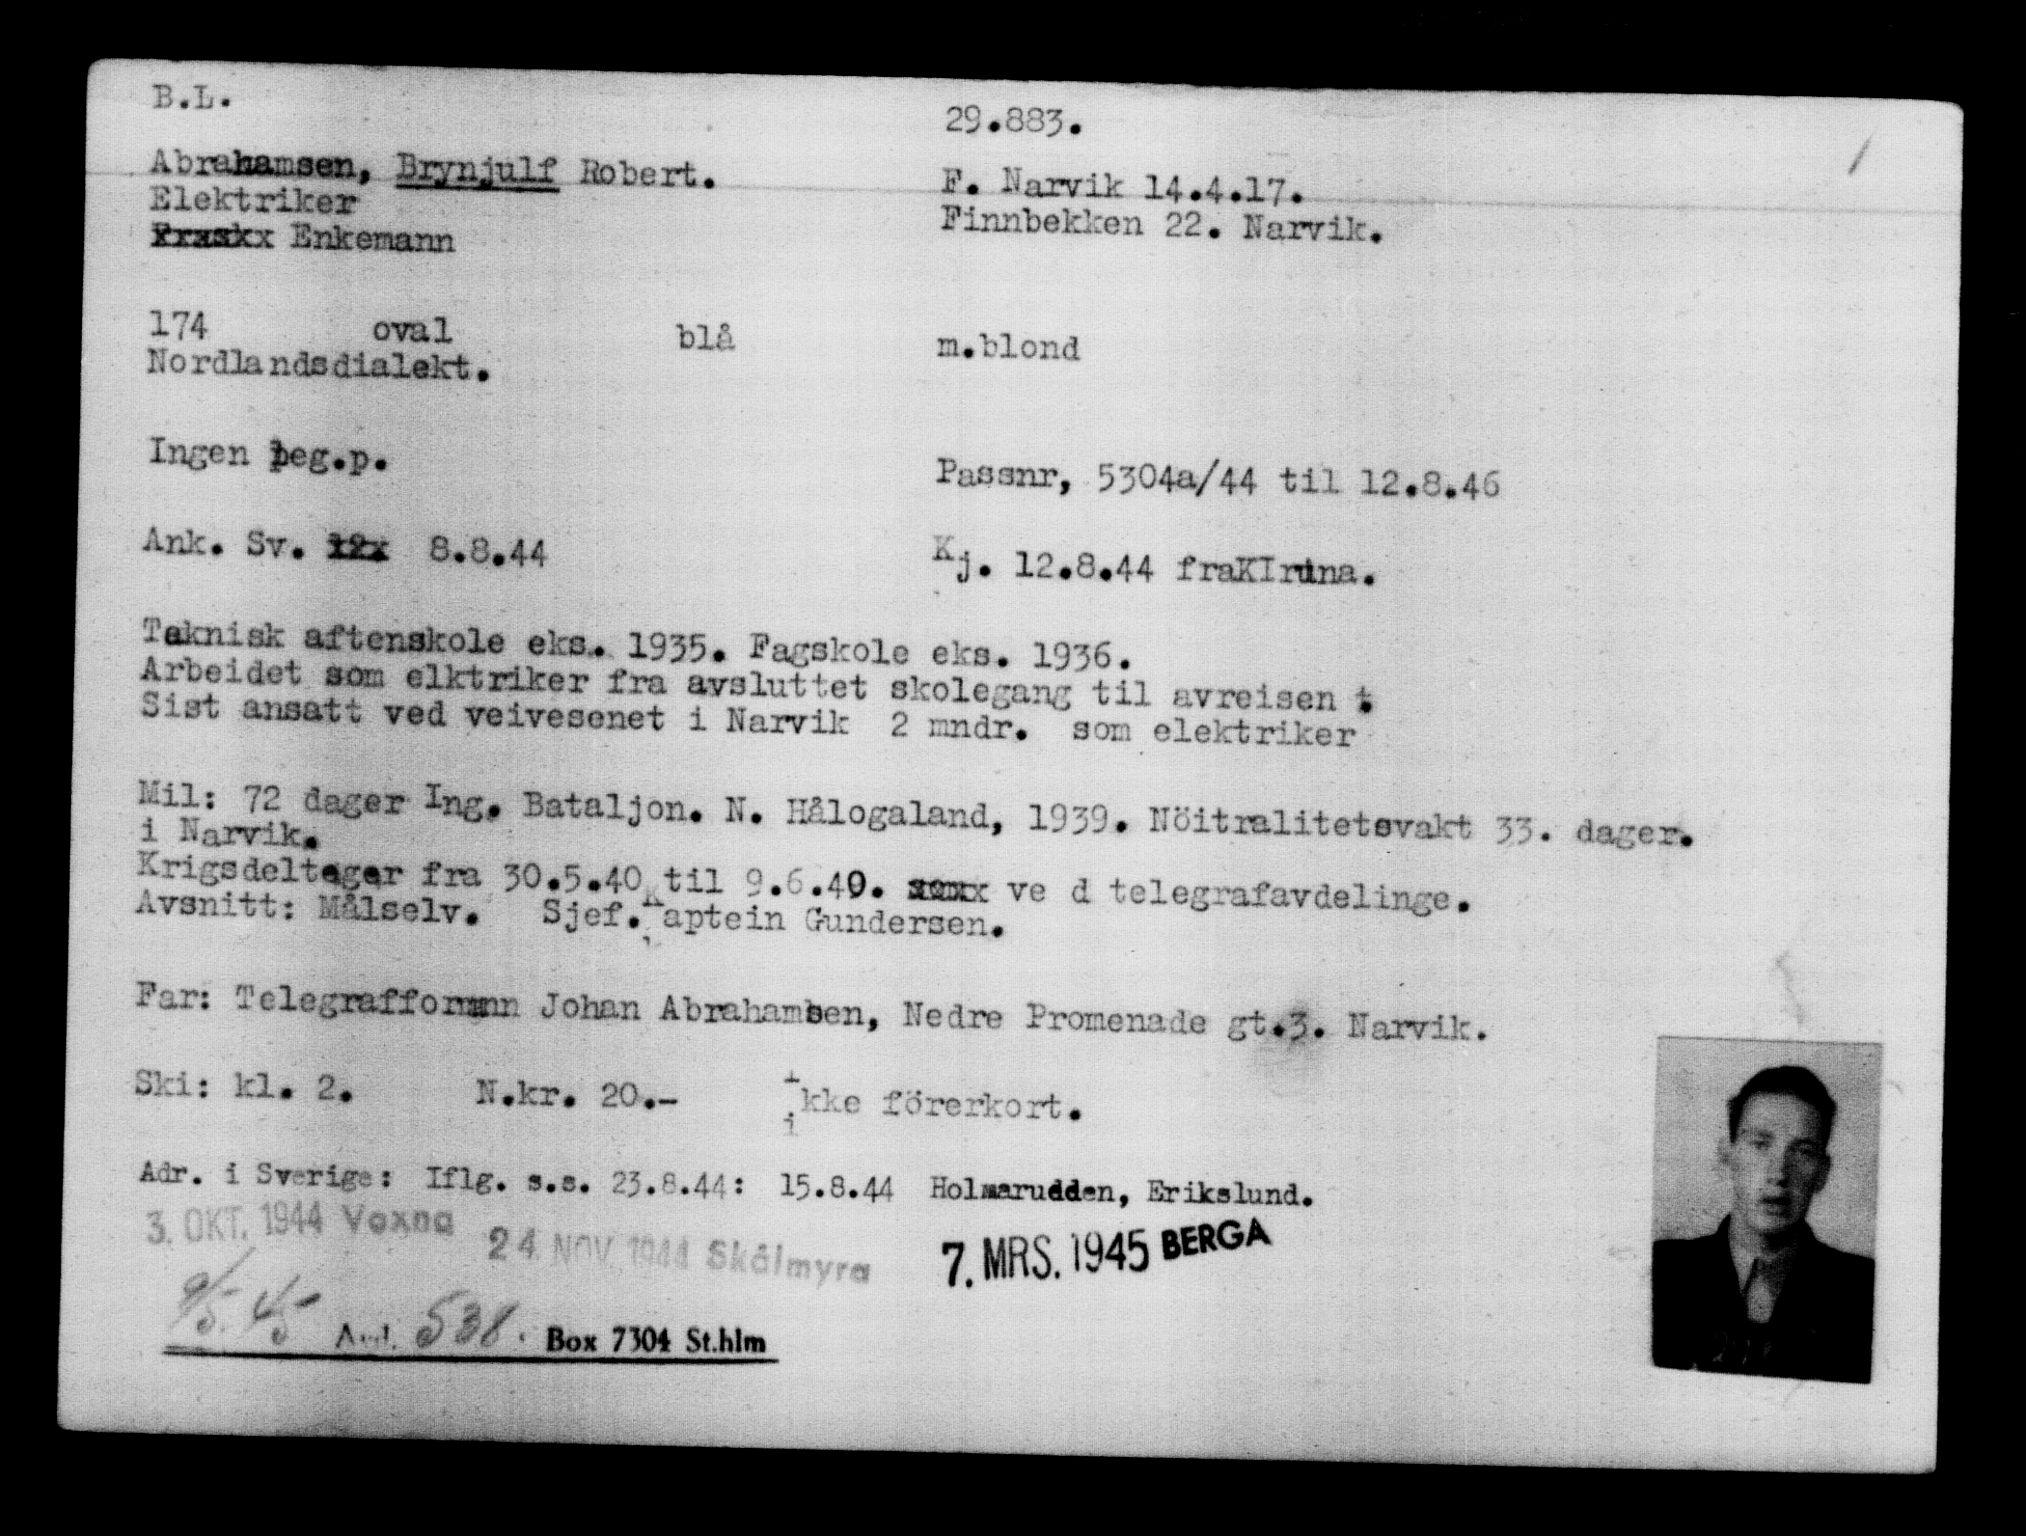 B.L.
29.883.
Abrahamsen, Brynjulf Robert.
F. Narvik 14.4.17.
Elektriker
Finnbekken 22. Narvik.
Enkemann
174 oval blå m.blond
Nordlandsdialekt.
Ingen leg.p.
Passnr, 5304a/44 til 12.8.46
Ank. Sv. 8.8.44
Kj. 12.8.44 fraKIruna.
Teknisk aftenskole eks. 1935. Fagskole eks. 1936.
Arbeidet som elktriker fra avsluttet skolegang til avreisen.
Sist ansatt ved veivesenet i Narvik 2 mndr. som elektriker
Mil: 72 dager Ing. Bataljon. N. Hålogaland, 1939. Nöitralitetsvakt 33. dager.
i Narvik.
Krigsdeltager fra 30.5.40 til 9.6.40. ve d telegrafavdelinge.
Avsnitt: Målselv. Sjef. Kaptein Gundersen.
Far: Telegrafformann Johan Abrahamsen, Nedre Promenade gt.3. Narvik.
Ski: kl. 2. N.kr. 20.- ikke förerkort.
Adr. i Sverige: Iflg. s.s. 23.8.44: 15.8.44 Holmarudden, Erikslund.
3. OKT. 1944 Voxna
24. NOV. 1944 Skålmyra
7. MRS. 1945 BERGA
9/5.45 Avd. 538. Box 7304 St.hlm